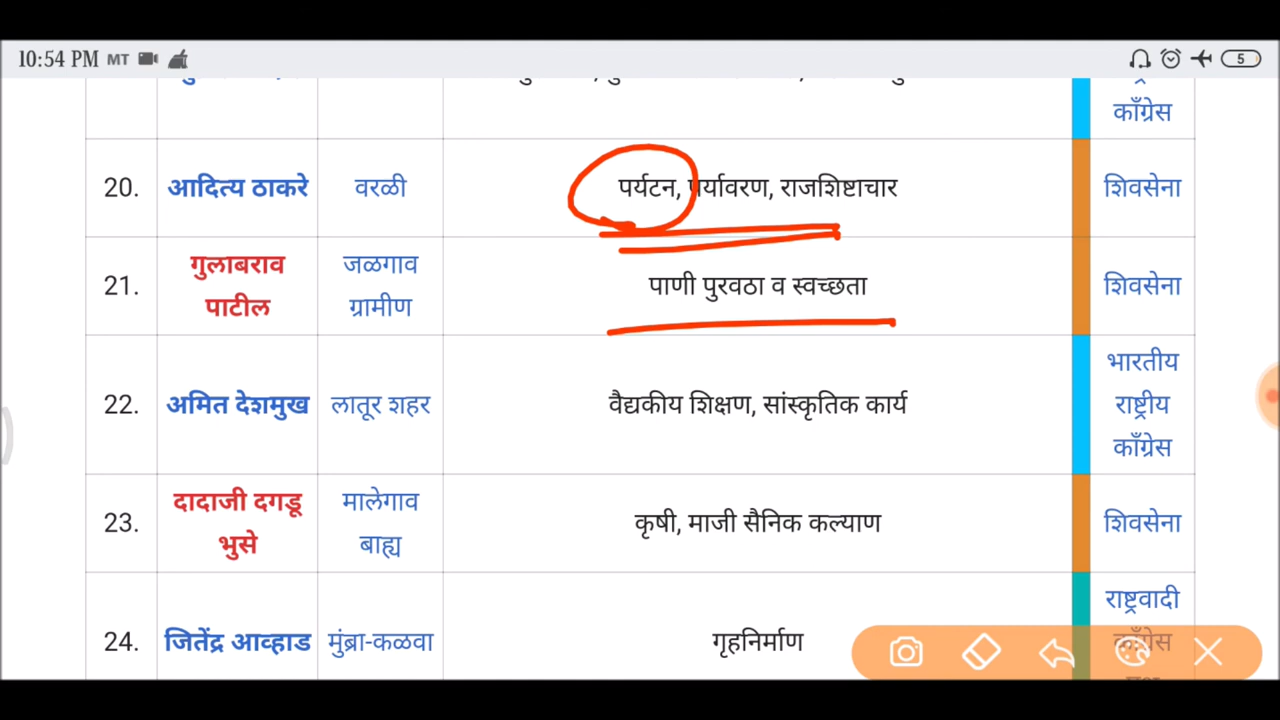 10:54 PM MT 5
काँग्रेस
20. आदित्य ठाकरे वरळी पर्यटन, पर्यावरण, राजशिष्टाचार शिवसेना
21. गुलाबराव पाटील जळगाव ग्रामीण पाणी पुरवठा व स्वच्छता शिवसेना
22. अमित देशमुख लातूर शहर वैद्यकीय शिक्षण, सांस्कृतिक कार्य भारतीय राष्ट्रीय काँग्रेस
23. दादाजी दगडू भुसे मालेगाव बाह्य कृषी, माजी सैनिक कल्याण शिवसेना
24. जितेंद्र आव्हाड मुंब्रा-कळवा गृहनिर्माण राष्ट्रवादी काँग्रेस